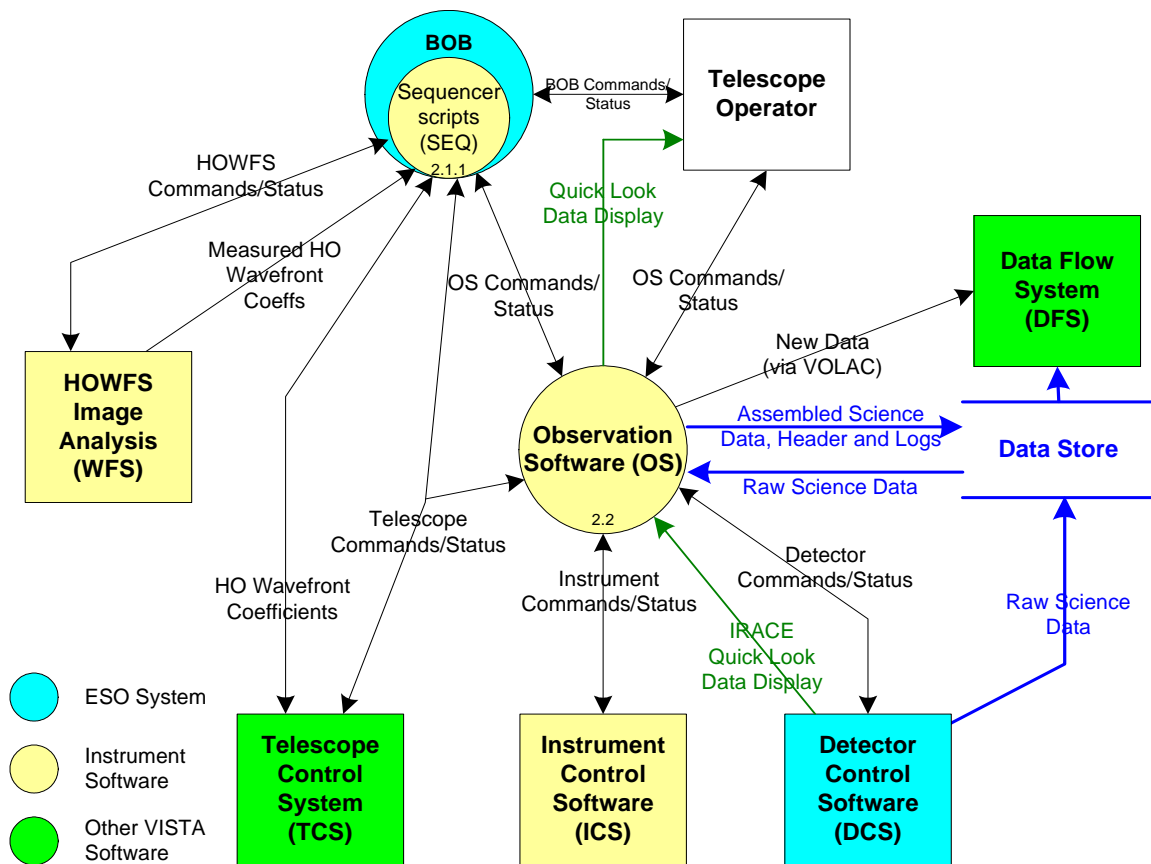 BOB
Sequencer
scripts
(SEQ)
2.1.1
BOB Commands/
Status
Telescope
Operator
HOWFS
Commands/Status
Quick Look
Data Display
Measured HO
Wavefront
Coeffs
OS Commands/
Status
OS Commands/
Status
Data Flow
System
(DFS)
New Data
(via VOLAC)
HOWFS
Image
Analysis
(WFS)
Observation
Software (OS)
2.2
Assembled Science
Data, Header and Logs
Data Store
Raw Science Data
Telescope
Commands/Status
Detector
Commands/Status
HO Wavefront
Coefficients
Instrument
Commands/Status
Raw Science
Data
IRACE
Quick Look
Data Display
ESO System
Instrument
Software
Other VISTA
Software
Telescope
Control
System
(TCS)
Instrument
Control
Software
(ICS)
Detector
Control
Software
(DCS)